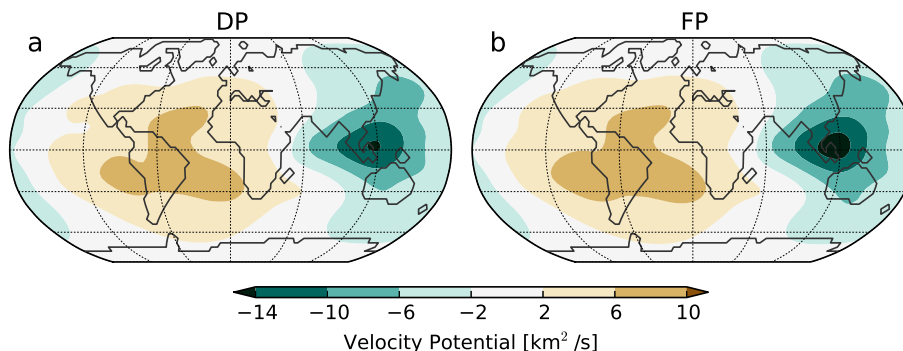 DP
FP
a
b
−14 −10 −6 −2 2 6 10
Velocity Potential [km² /s]